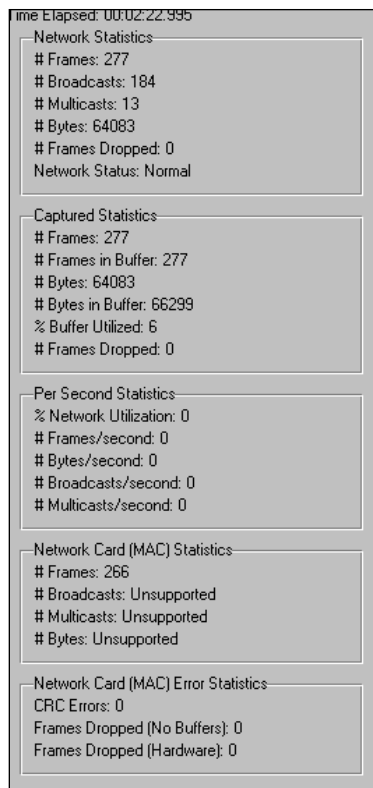 Time Elapsed: 00:02:22.995
Network Statistics
# Frames: 277
# Broadcasts: 184
# Multicasts: 13
# Bytes: 64083
# Frames Dropped: 0
Network Status: Normal
Captured Statistics
# Frames: 277
# Frames in Buffer: 277
# Bytes: 64083
# Bytes in Buffer: 66299
% Buffer Utilized: 6
# Frames Dropped: 0
Per Second Statistics
% Network Utilization: 0
# Frames/second: 0
# Bytes/second: 0
# Broadcasts/second: 0
# Multicasts/second: 0
Network Card (MAC) Statistics
# Frames: 266
# Broadcasts: Unsupported
# Multicasts: Unsupported
# Bytes: Unsupported
Network Card (MAC) Error Statistics
CRC Errors: 0
Frames Dropped (No Buffers): 0
Frames Dropped (Hardware): 0